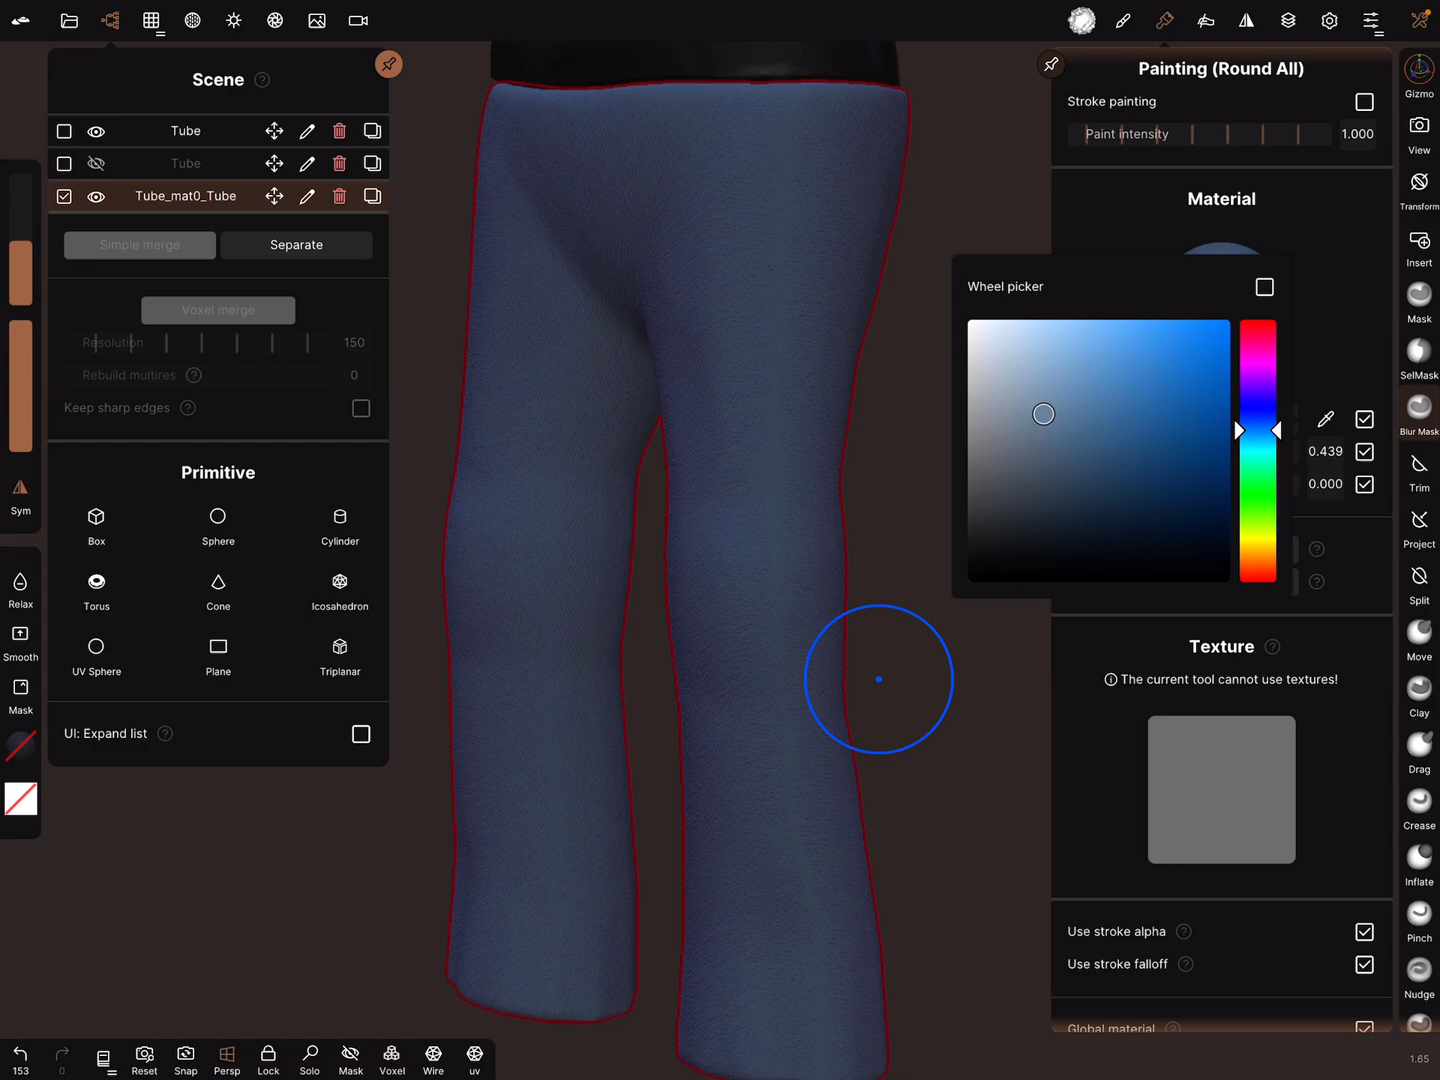 Scene
Tube
Tube
Tube_mat0_Tube
Simple merge
Separate
Voxel merge
Resolution
150
Rebuild multires
0
Keep sharp edges
Primitive
Box
Sphere
Cylinder
Torus
Cone
Icosahedron
UV Sphere
Plane
Triplanar
UI: Expand list
Sym
Relax
Smooth
Mask
Painting (Round All)
Stroke painting
Paint intensity
1.000
Material
Wheel picker
0.439
0.000
Texture
The current tool cannot use textures!
Use stroke alpha
Use stroke falloff
Global material
Gizmo
View
Transform
Insert
Mask
SelMask
Blur Mask
Trim
Project
Split
Move
Clay
Drag
Crease
Inflate
Pinch
Nudge
153
0
Reset
Snap
Persp
Lock
Solo
Mask
Voxel
Wire
uv
1.65